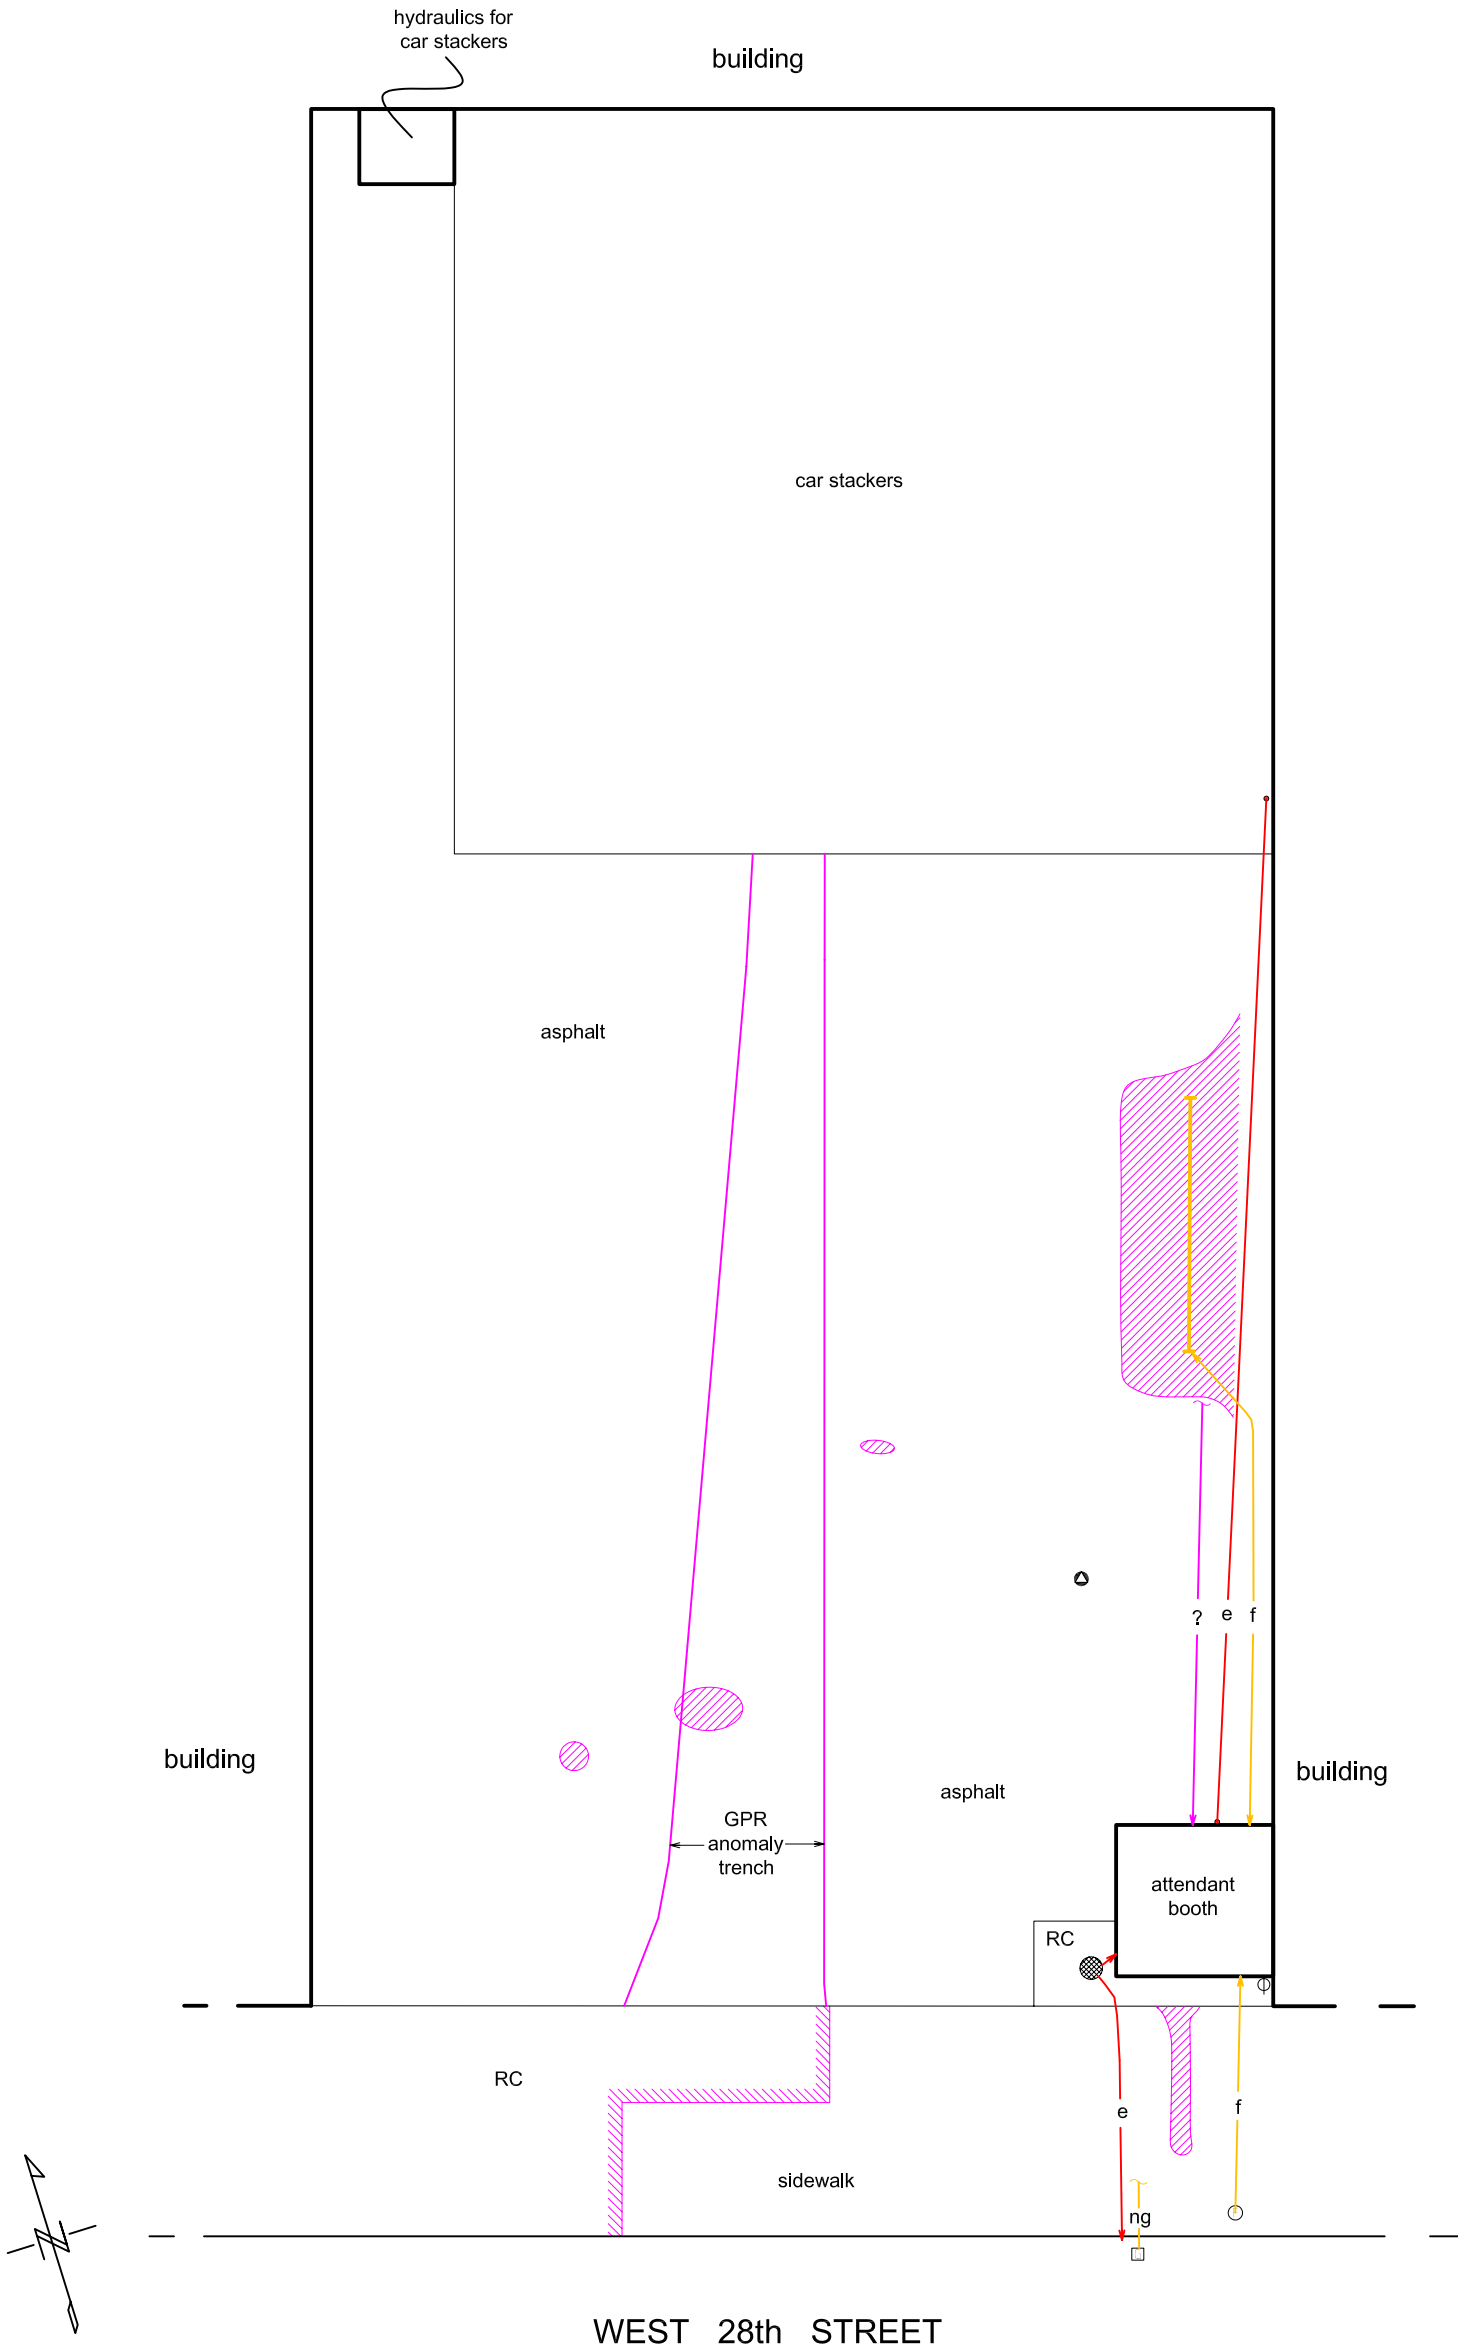 hydraulics for
car stackers
building
car stackers
asphalt
? e f
building
building
asphalt
GPR
anomaly
trench
attendant
booth
RC
RC
e
f
sidewalk
ng
N
WEST 28th STREET